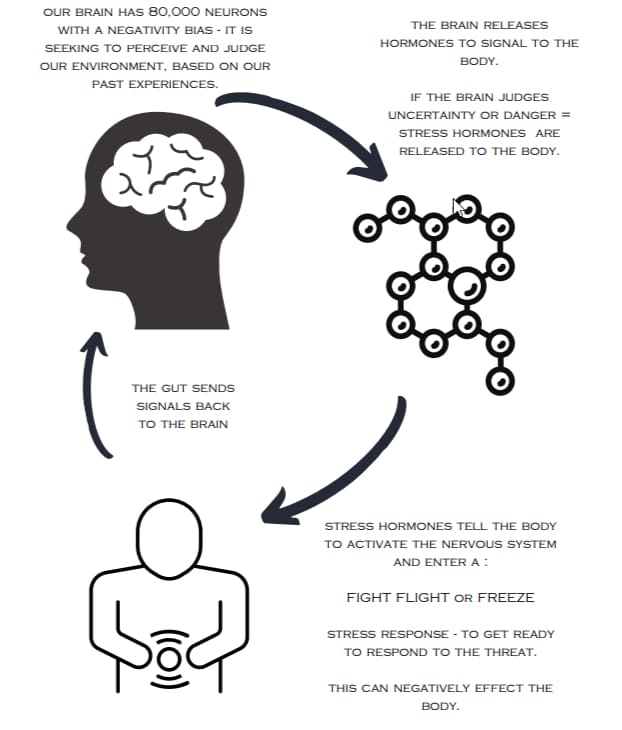 OUR BRAIN HAS 80,000 NEURONS
WITH A NEGATIVITY BIAS - IT IS
SEEKING TO PERCEIVE AND JUDGE
OUR ENVIRONMENT, BASED ON OUR
PAST EXPERIENCES.
THE BRAIN RELEASES
HORMONES TO SIGNAL TO THE
BODY.
IF THE BRAIN JUDGES
UNCERTAINTY OR DANGER =
STRESS HORMONES ARE
RELEASED TO THE BODY.
THE GUT SENDS
SIGNALS BACK
TO THE BRAIN
STRESS HORMONES TELL THE BODY
TO ACTIVATE THE NERVOUS SYSTEM
AND ENTER A :
FIGHT FLIGHT OR FREEZE
STRESS RESPONSE - TO GET READY
TO RESPOND TO THE THREAT.
THIS CAN NEGATIVELY EFFECT THE
BODY.